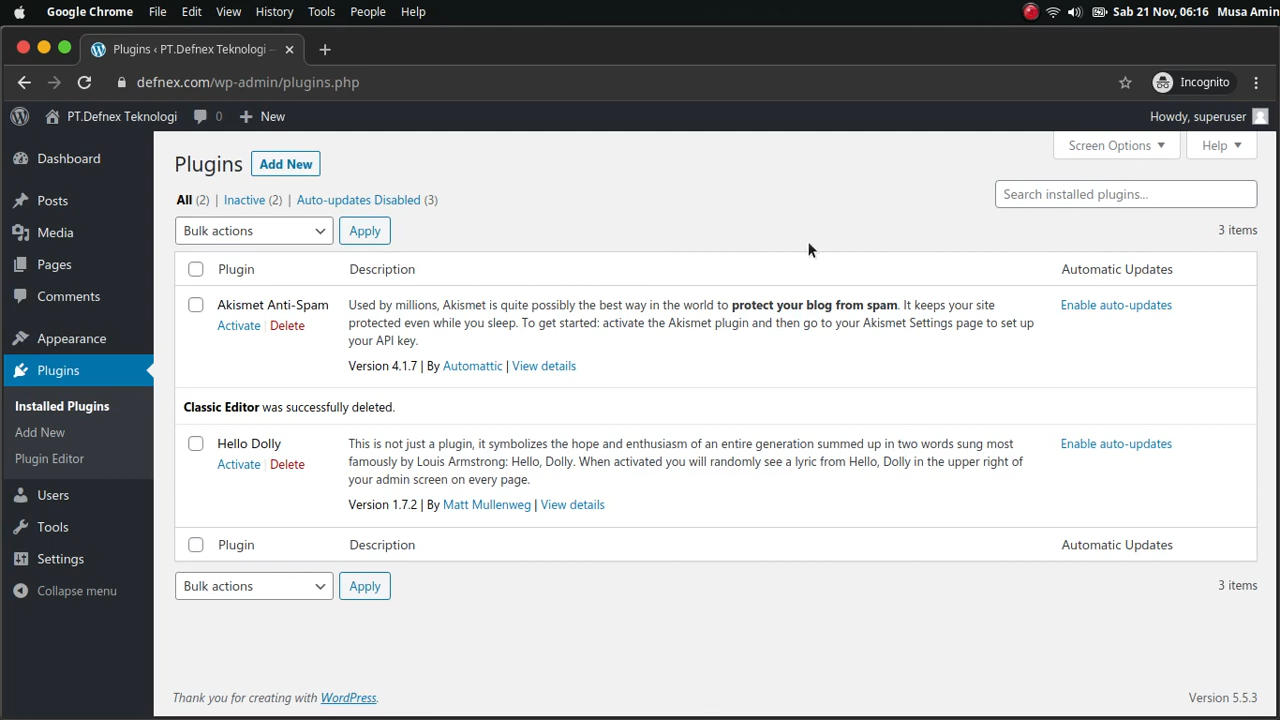 Google Chrome File Edit View History Tools People Help Sab 21 Nov, 06:16 Musa Amin
Plugins ‹ PT.Defnex Teknologi —
defnex.com/wp-admin/plugins.php Incognito
PT.Defnex Teknologi 0 New Howdy, superuser
Dashboard
Posts
Media
Pages
Comments
Appearance
Plugins
Installed Plugins
Add New
Plugin Editor
Users
Tools
Settings
Collapse menu
Screen Options Help
Plugins Add New
All (2) | Inactive (2) | Auto-updates Disabled (3)
Search installed plugins...
Bulk actions Apply 3 items
Plugin Description Automatic Updates
Akismet Anti-Spam
Activate | Delete
Used by millions, Akismet is quite possibly the best way in the world to protect your blog from spam. It keeps your site
protected even while you sleep. To get started: activate the Akismet plugin and then go to your Akismet Settings page to set up
your API key.
Version 4.1.7 | By Automattic | View details
Enable auto-updates
Classic Editor was successfully deleted.
Hello Dolly
Activate | Delete
This is not just a plugin, it symbolizes the hope and enthusiasm of an entire generation summed up in two words sung most
famously by Louis Armstrong: Hello, Dolly. When activated you will randomly see a lyric from Hello, Dolly in the upper right of
your admin screen on every page.
Version 1.7.2 | By Matt Mullenweg | View details
Enable auto-updates
Plugin Description Automatic Updates
Bulk actions Apply 3 items
Thank you for creating with WordPress. Version 5.5.3